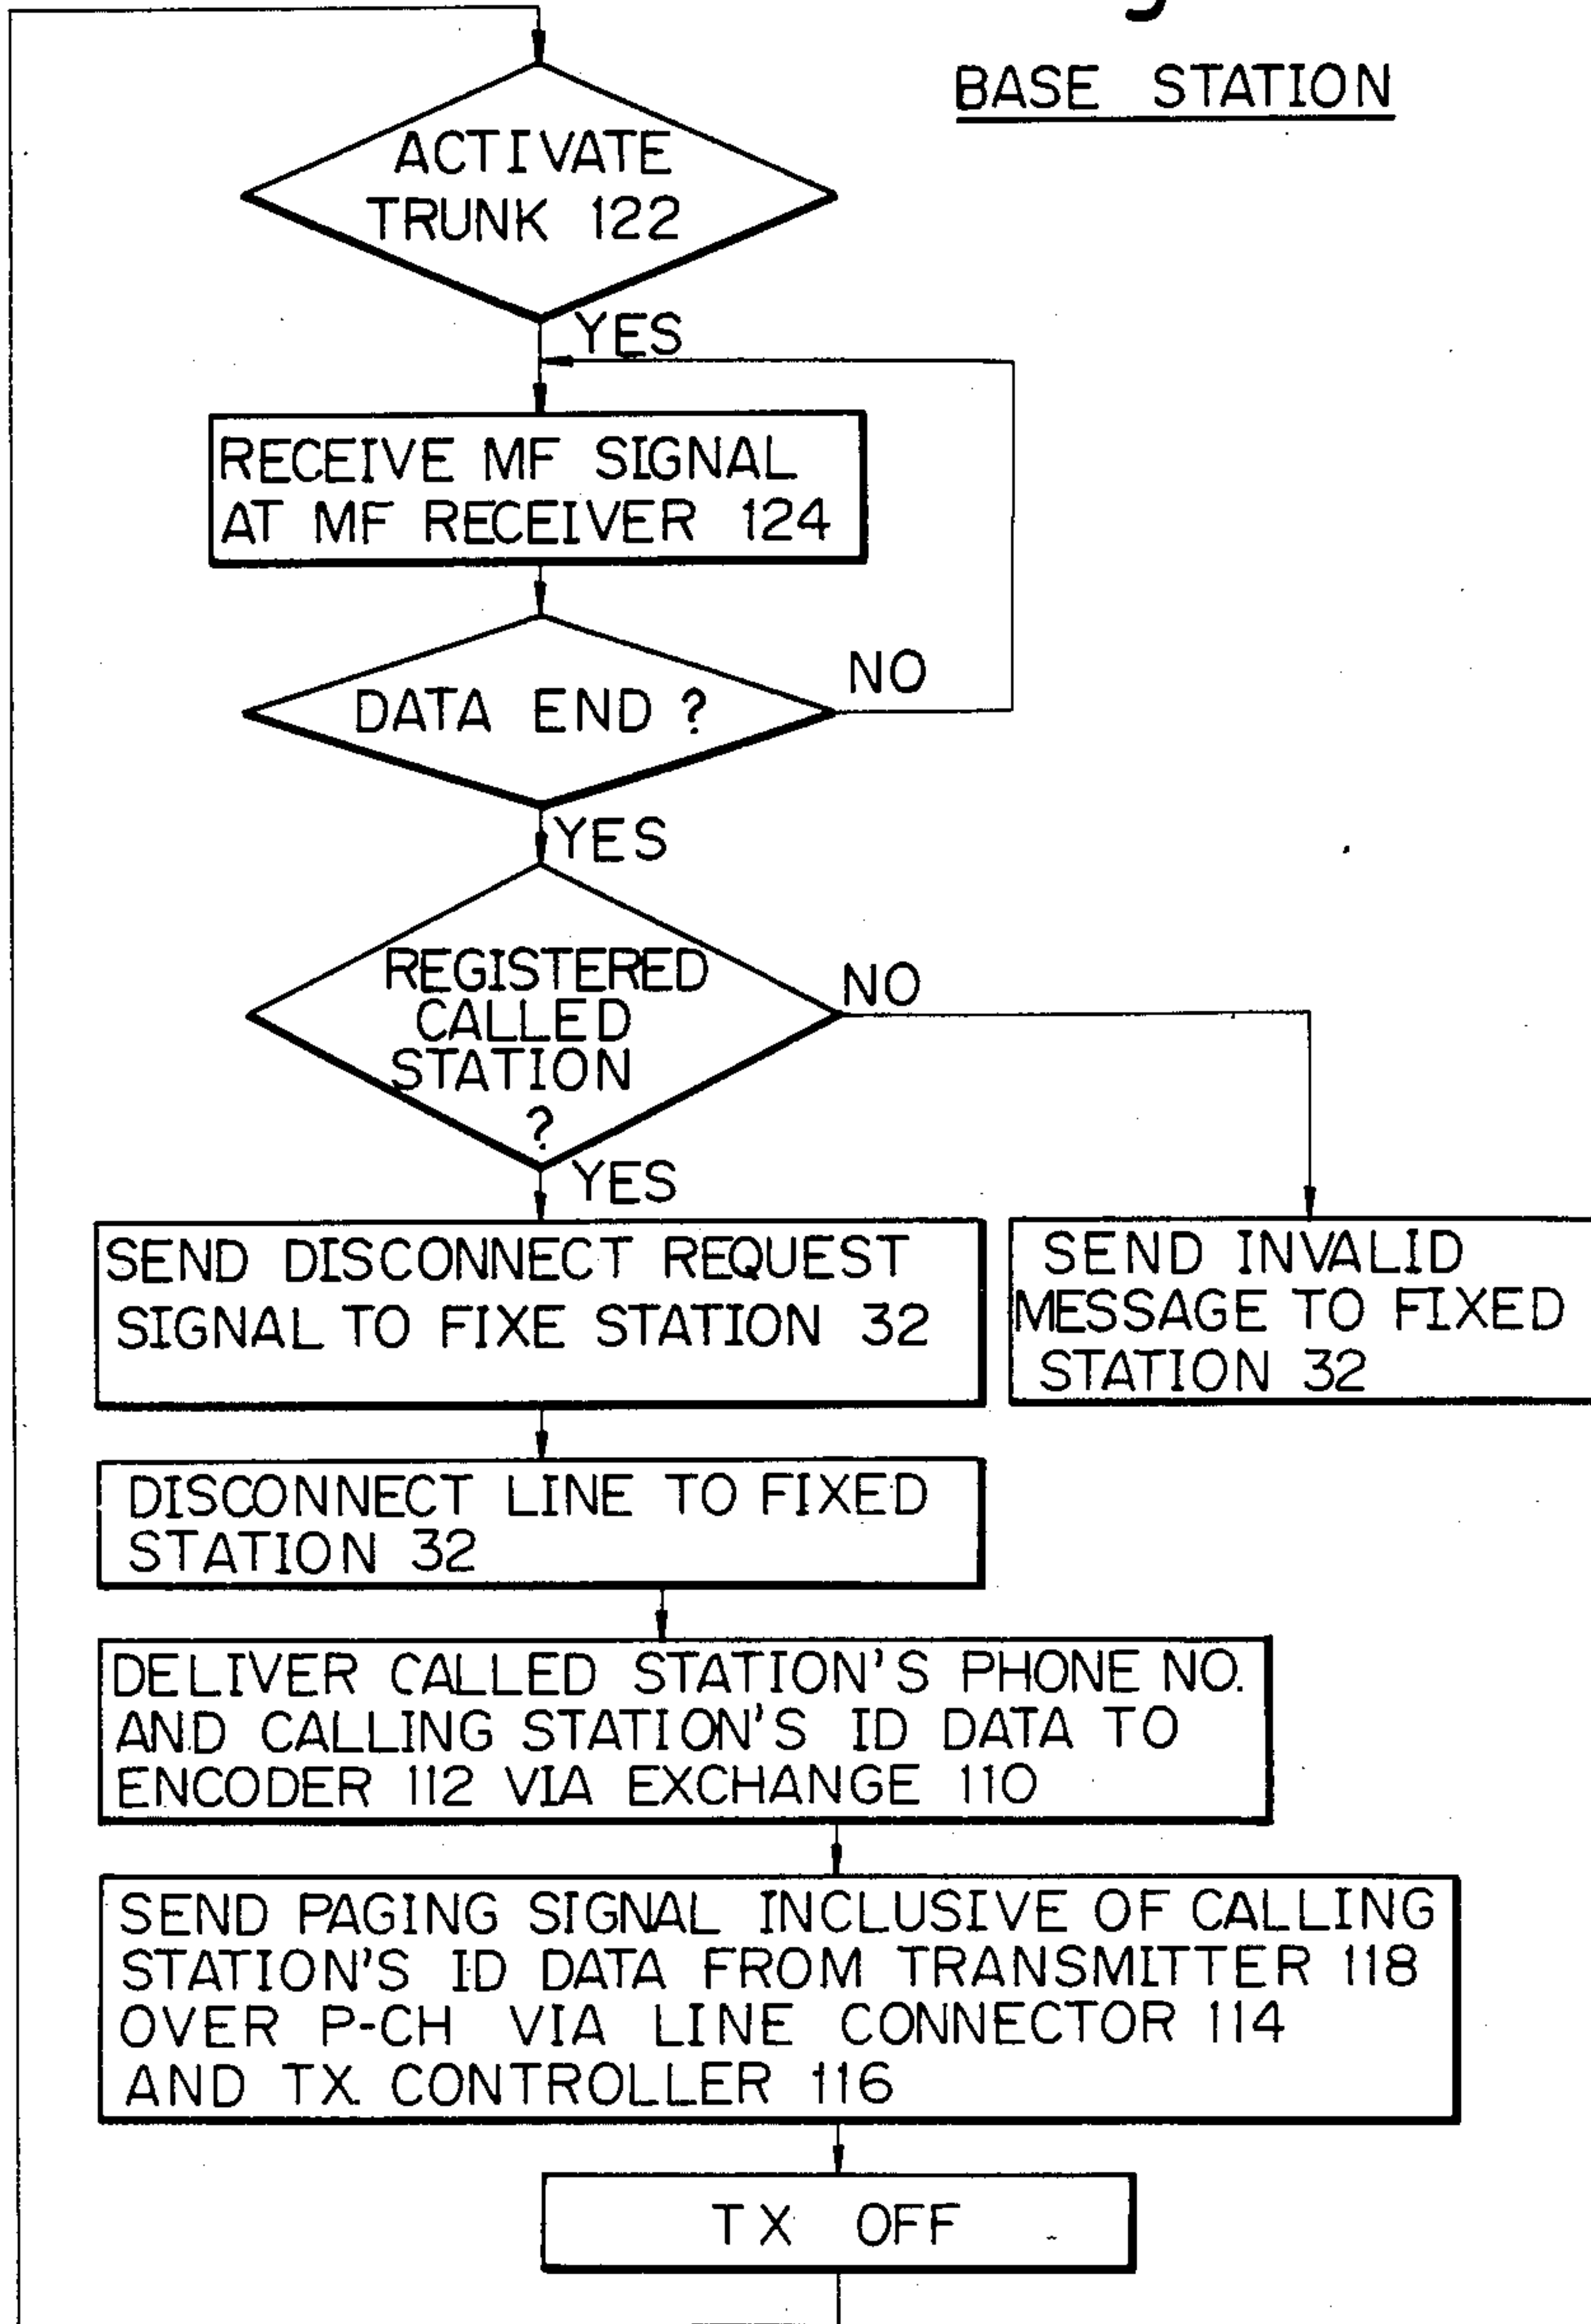 BASE STATION
ACTIVATE
TRUNK 122
YES
RECEIVE MF SIGNAL
AT MF RECEIVER 124
DATA END ?
NO
YES
REGISTERED
CALLED
STATION
?
NO
YES
SEND DISCONNECT REQUEST
SIGNAL TO FIXE STATION 32
SEND INVALID
MESSAGE TO FIXED
STATION 32
DISCONNECT LINE TO FIXED
STATION 32
DELIVER CALLED STATION'S PHONE NO.
AND CALLING STATION'S ID DATA TO
ENCODER 112 VIA EXCHANGE 110
SEND PAGING SIGNAL INCLUSIVE OF CALLING
STATION'S ID DATA FROM TRANSMITTER 118
OVER P-CH VIA LINE CONNECTOR 114
AND TX CONTROLLER 116
TX OFF